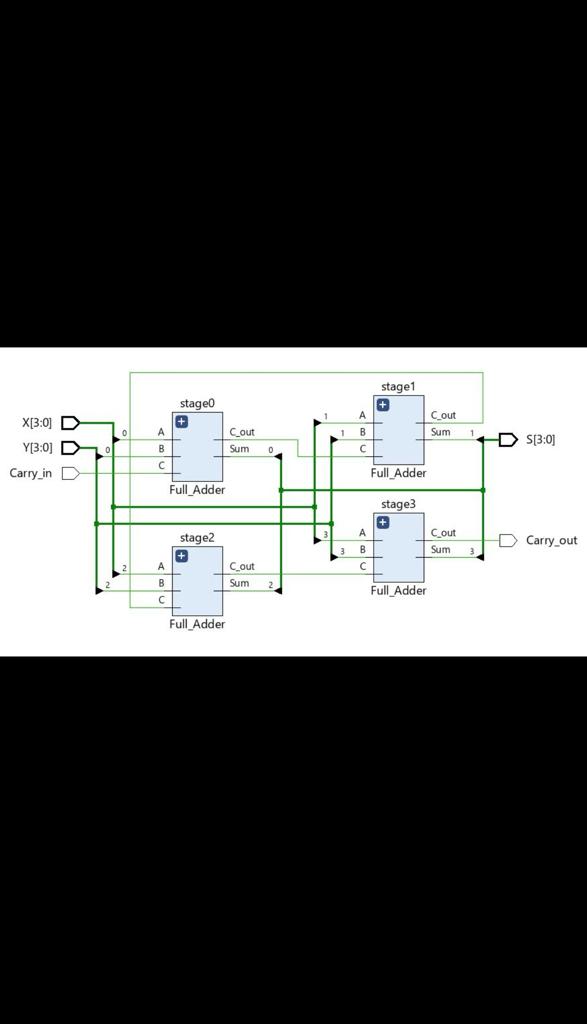 X[3:0]
Y[3:0]
Carry_in
stage0
0
A
0
B
C
C_out
Sum
0
Full_Adder
stage1
1
A
1
B
C
C_out
Sum
1
Full_Adder
S[3:0]
stage2
2
A
2
B
C
C_out
Sum
2
Full_Adder
stage3
3
A
3
B
C
C_out
Sum
3
Full_Adder
Carry_out